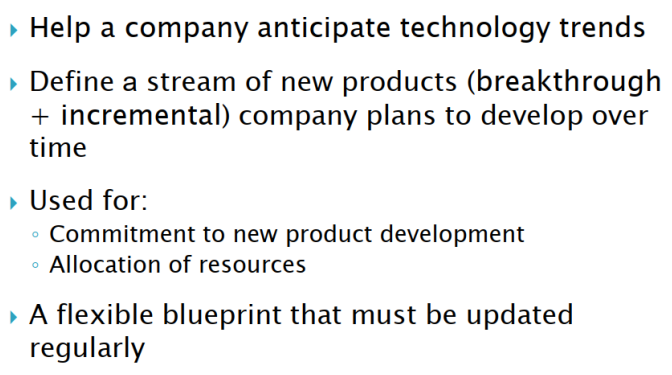 Help a company anticipate technology trends
Define a stream of new products (breakthrough
+ incremental) company plans to develop over
time
Used for:
Commitment to new product development
Allocation of resources
A flexible blueprint that must be updated
regularly